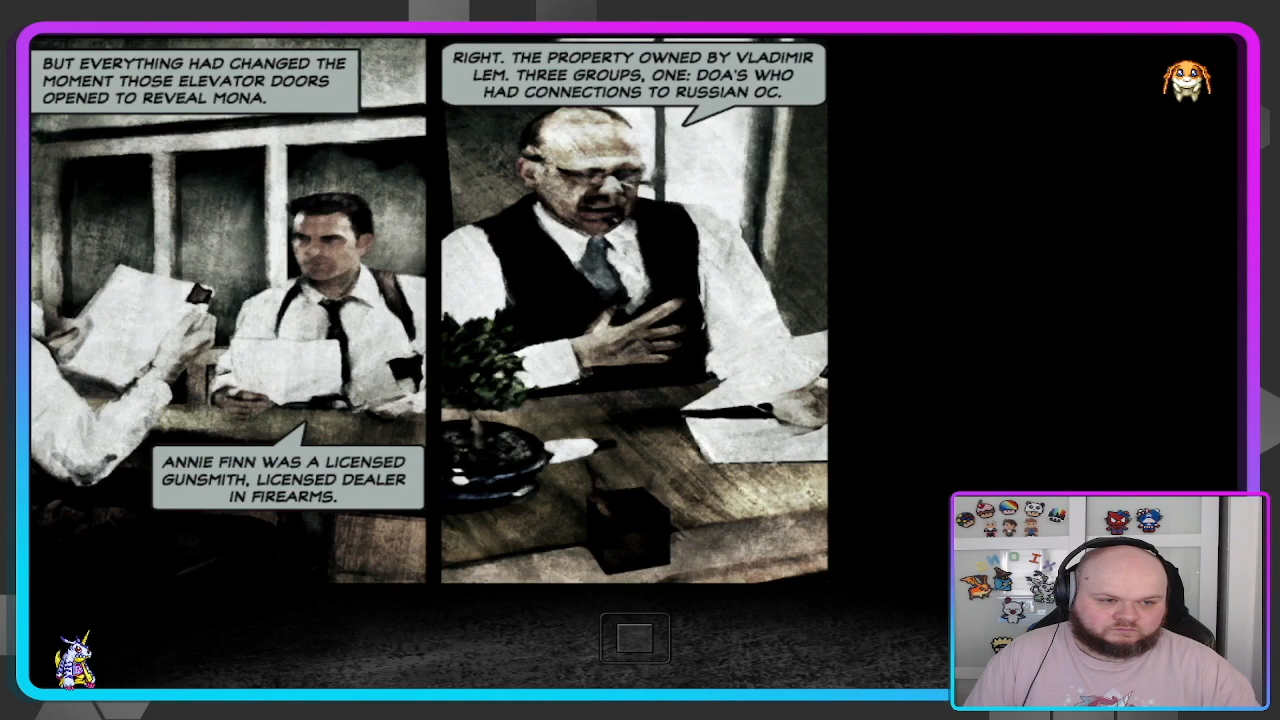 BUT EVERYTHING HAD CHANGED THE
MOMENT THOSE ELEVATOR DOORS
OPENED TO REVEAL MONA.
ANNIE FINN WAS A LICENSED
GUNSMITH, LICENSED DEALER
IN FIREARMS.
RIGHT. THE PROPERTY OWNED BY VLADIMIR
LEM. THREE GROUPS, ONE: DOA'S WHO
HAD CONNECTIONS TO RUSSIAN OC.